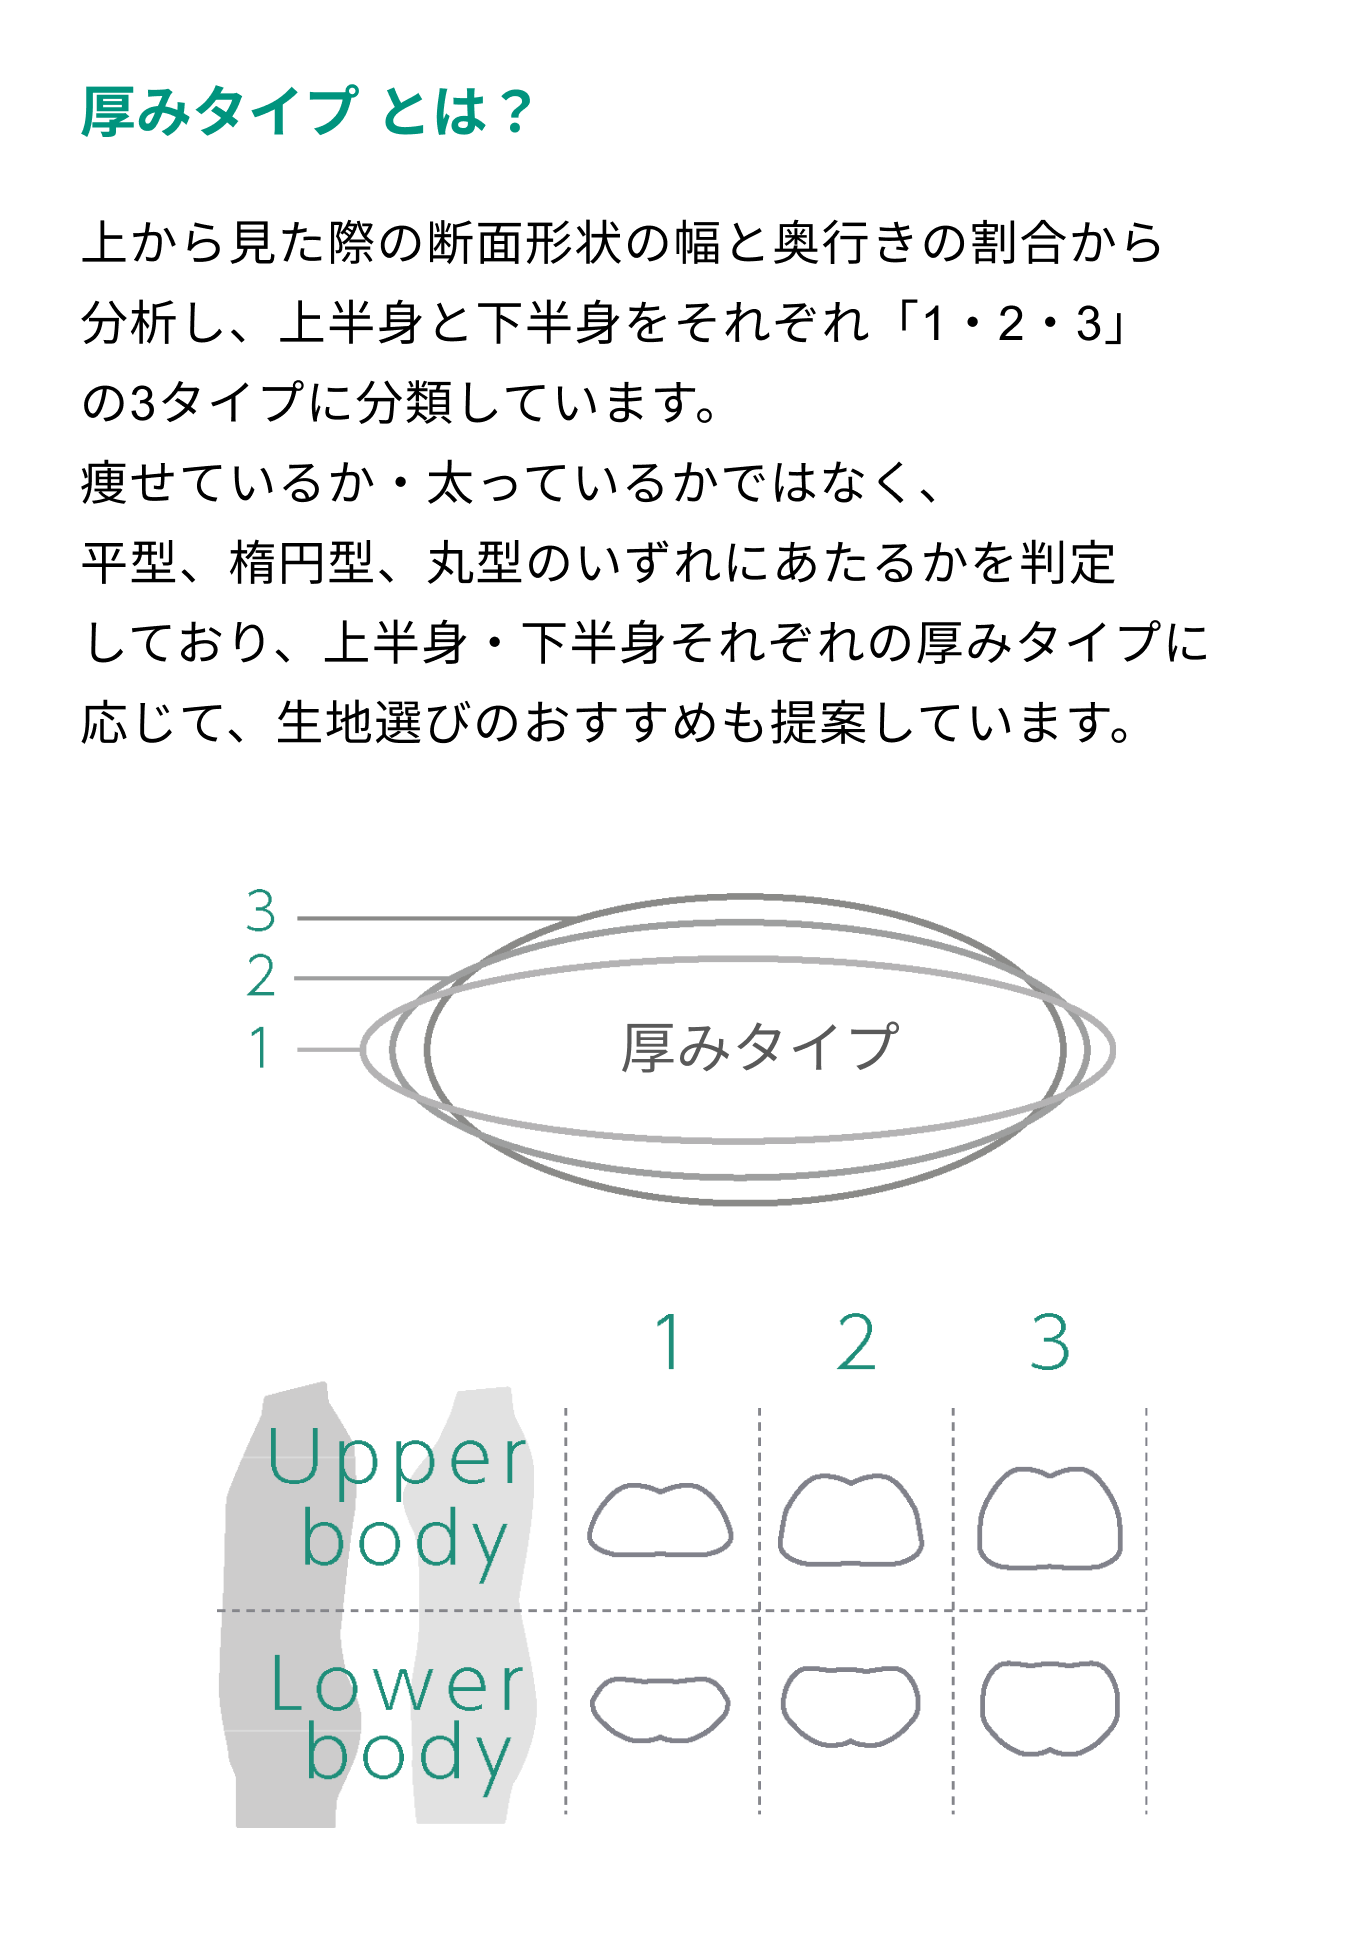 厚みタイプ とは？
上から見た際の断面形状の幅と奥行きの割合から
分析し、上半身と下半身をそれぞれ「1・2・3」
の3タイプに分類しています。
痩せているか・太っているかではなく、
平型、楕円型、丸型のいずれにあたるかを判定
しており、上半身・下半身それぞれの厚みタイプに
応じて、生地選びのおすすめも提案しています。
3
2
1
厚みタイプ
1 2 3
Upper
body
Lower
body